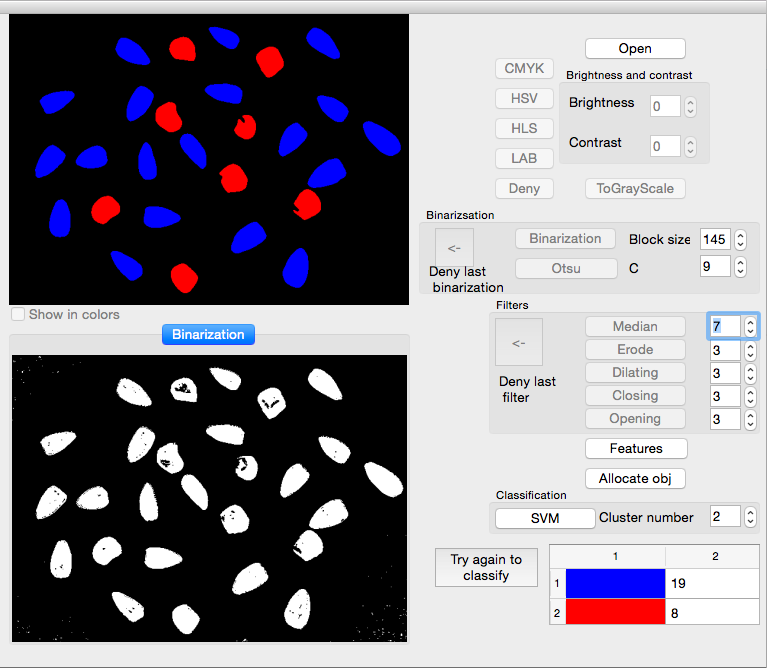 Open
CMYK
Brightness and contrast
HSV
Brightness 0
HLS
Contrast 0
LAB
Deny
ToGrayScale
Binarizsation
<-
Binarization
Block size 145
Deny last
binarization
Otsu
C 9
Show in colors
Binarization
Filters
<-
Median 7
Erode 3
Deny last
filter
Dilating 3
Closing 3
Opening 3
Features
Allocate obj
Classification
SVM
Cluster number 2
Try again to
classify
1 2
1 19
2 8